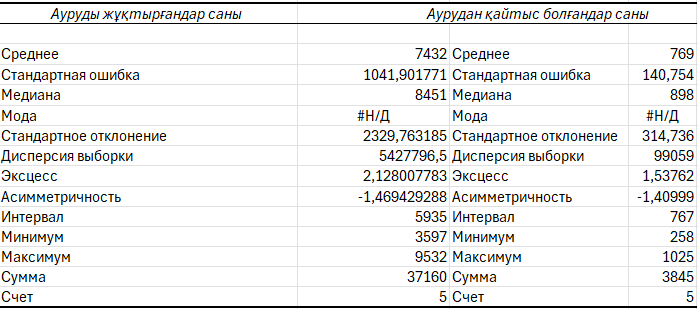 Ауруды жұқтырғандар саны Аурудан қайтыс болғандар саны
Среднее 7432 Среднее 769
Стандартная ошибка 1041,901771 Стандартная ошибка 140,754
Медиана 8451 Медиана 898
Мода #Н/Д Мода #Н/Д
Стандартное отклонение 2329,763185 Стандартное отклонение 314,736
Дисперсия выборки 5427796,5 Дисперсия выборки 99059
Эксцесс 2,128007783 Эксцесс 1,53762
Асимметричность -1,469429288 Асимметричность -1,40999
Интервал 5935 Интервал 767
Минимум 3597 Минимум 258
Максимум 9532 Максимум 1025
Сумма 37160 Сумма 3845
Счет 5 Счет 5